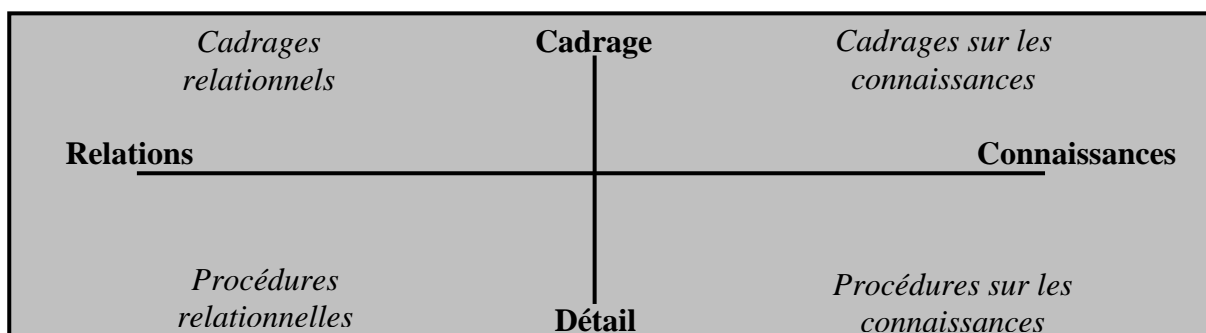 Cadrages
relationnels
Cadrage
Cadrages sur les
connaissances
Relations
Connaissances
Procédures
relationnelles
Détail
Procédures sur les
connaissances